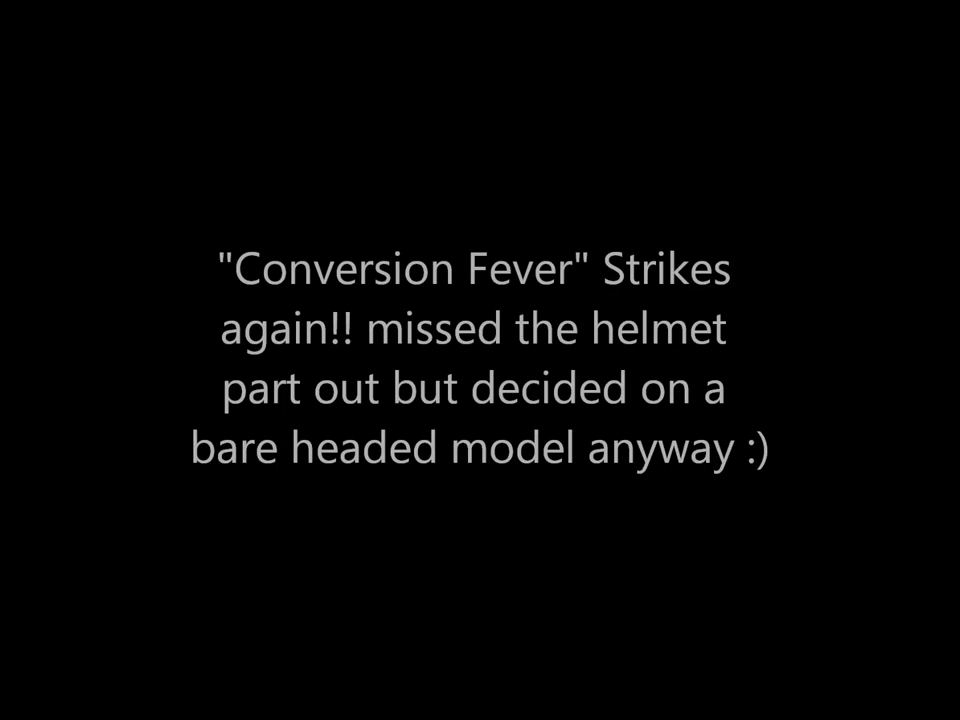 "Conversion Fever" Strikes
again!! missed the helmet
part out but decided on a
bare headed model anyway :)